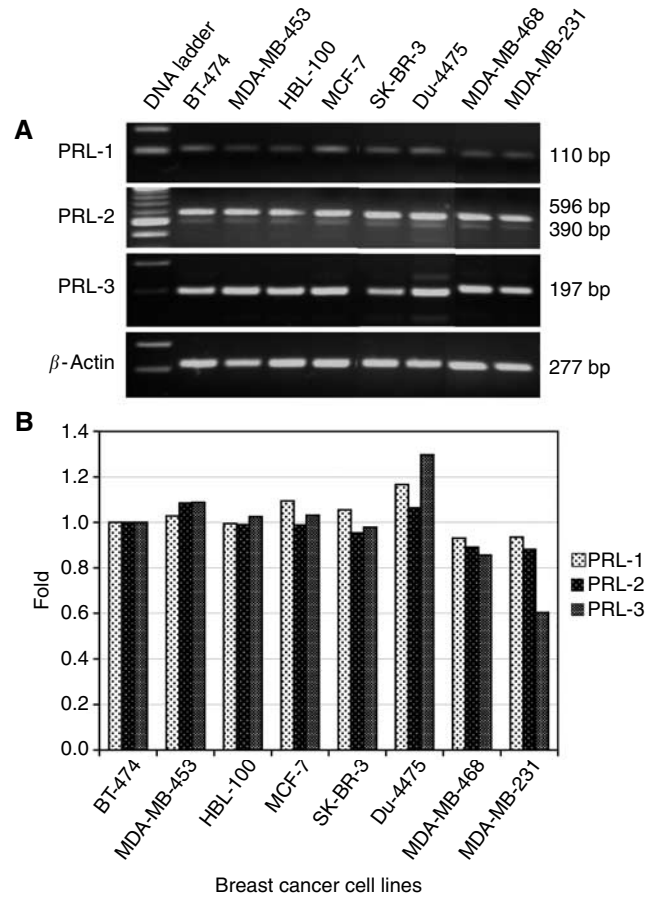 DNA ladder
BT-474
MDA-MB-453
HBL-100
MCF-7
SK-BR-3
Du-4475
MDA-MB-468
MDA-MB-231
A
PRL-1
110 bp
PRL-2
596 bp
390 bp
PRL-3
197 bp
β-Actin
277 bp
B
1.4
1.2
1.0
0.8
0.6
0.4
0.2
0.0
Fold
PRL-1
PRL-2
PRL-3
BT-474
MDA-MB-453
HBL-100
MCF-7
SK-BR-3
Du-4475
MDA-MB-468
MDA-MB-231
Breast cancer cell lines